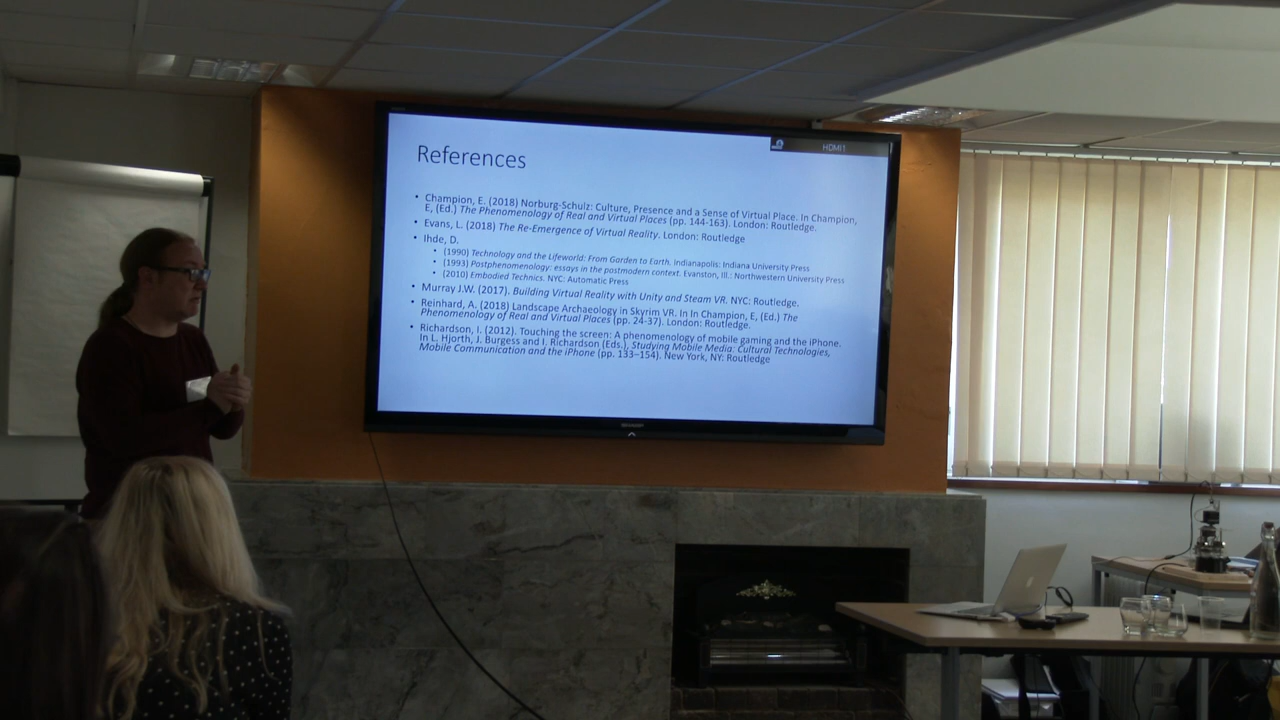 HDMI1
References
• Champion, E. (2018) Norburg-Schulz: Culture, Presence and a Sense of Virtual Place. In Champion,
E, (Ed.) The Phenomenology of Real and Virtual Places (pp. 144-163). London: Routledge.
• Evans, L. (2018) The Re-Emergence of Virtual Reality. London: Routledge
• Ihde, D.
• (1990) Technology and the Lifeworld: From Garden to Earth. Indianapolis: Indiana University Press
• (1993) Postphenomenology: essays in the postmodern context. Evanston, Ill.: Northwestern University Press
• (2010) Embodied Technics. NYC: Automatic Press
• Murray J.W. (2017). Building Virtual Reality with Unity and Steam VR. NYC: Routledge.
• Reinhard, A. (2018) Landscape Archaeology in Skyrim VR. In In Champion, E, (Ed.) The
Phenomenology of Real and Virtual Places (pp. 24-37). London: Routledge.
• Richardson, I. (2012). Touching the screen: A phenomenology of mobile gaming and the iPhone.
In L. Hjorth, J. Burgess and I. Richardson (Eds.), Studying Mobile Media: Cultural Technologies,
Mobile Communication and the iPhone (pp. 133–154). New York, NY: Routledge
SHARP